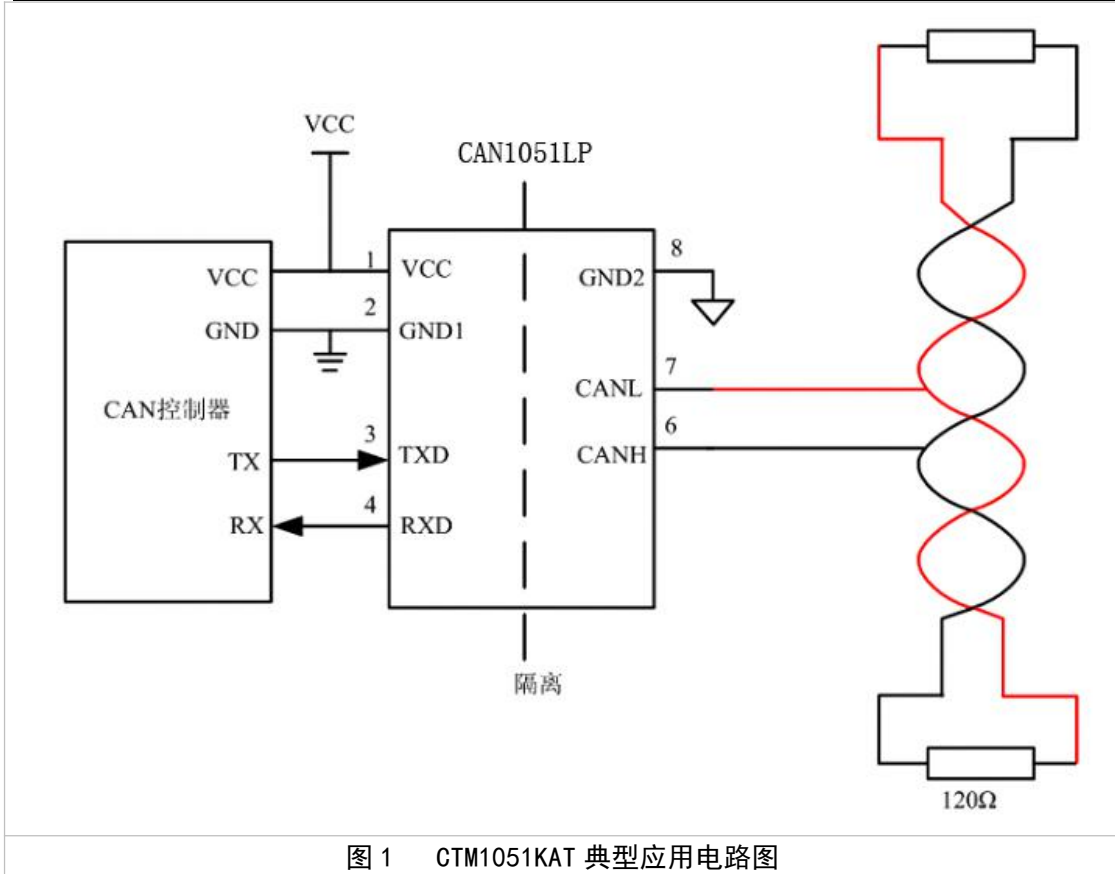 VCC
CAN1051LP
VCC
1
VCC
GND2
8
GND
2
GND1
CAN控制器
CANL
7
TX
3
TXD
CANH
6
RX
4
RXD
隔离
120Ω
图1 CTM1051KAT 典型应用电路图